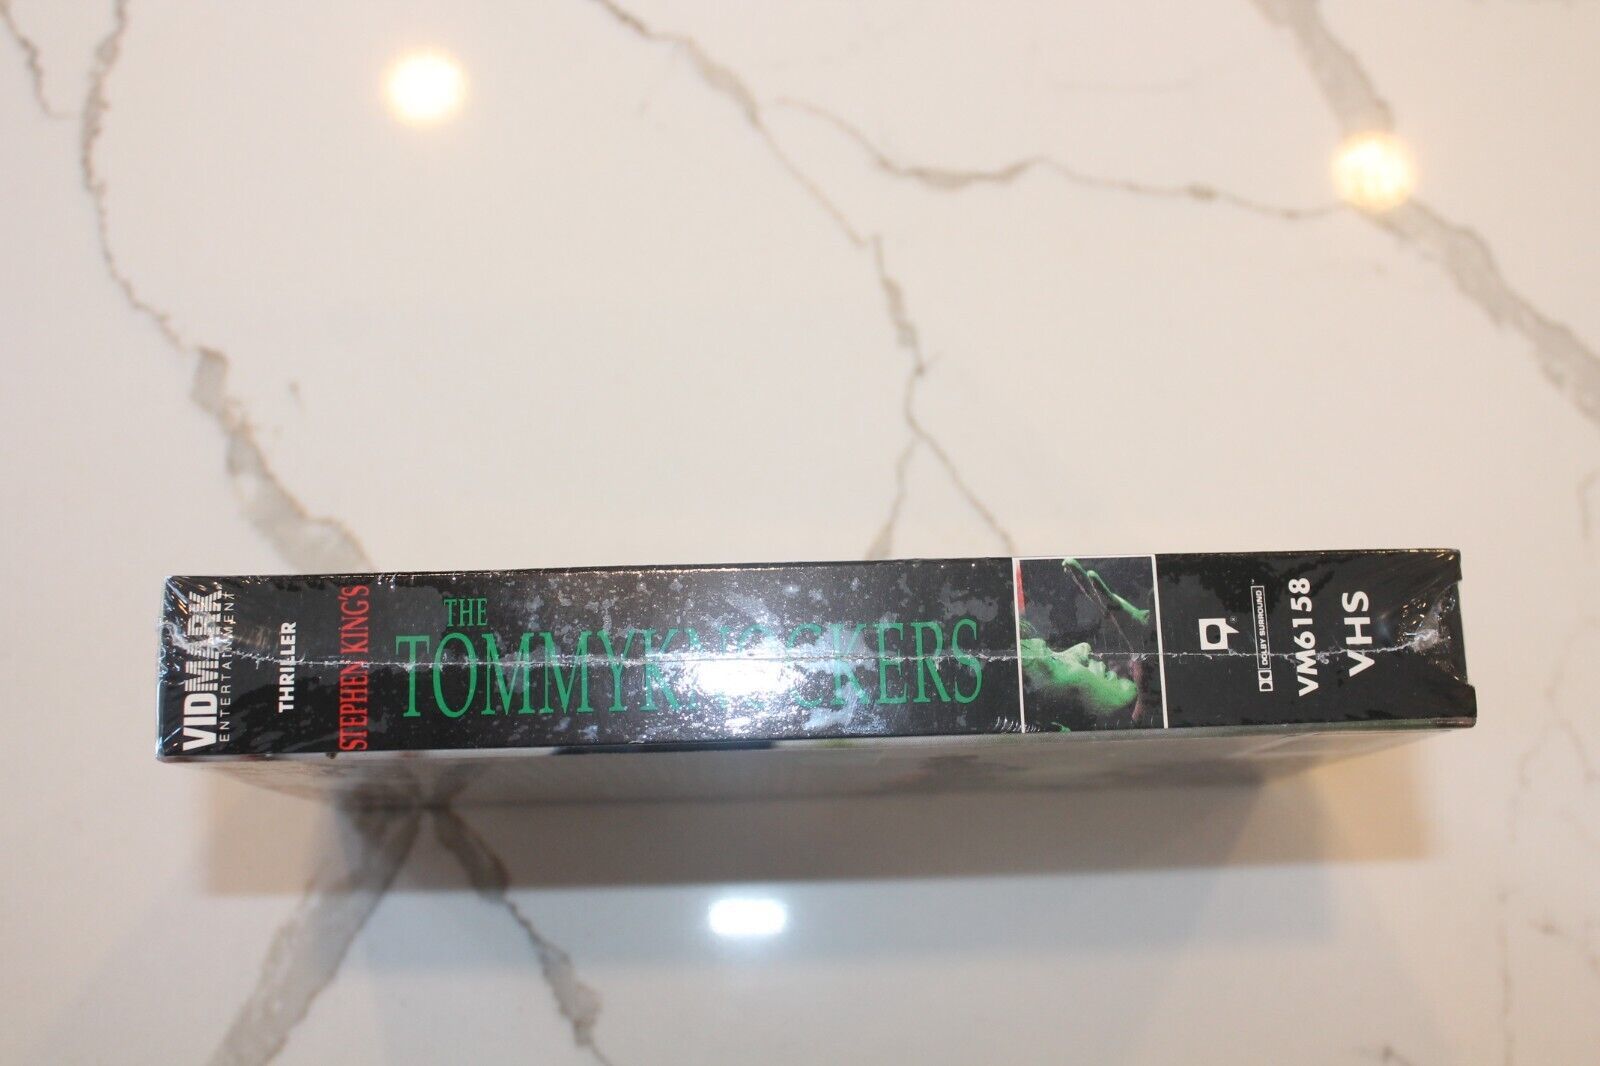 VIDMARK
ENTERTAINMENT
THRILLER
STEPHEN KING'S
THE
TOMMYKNOCKERS
DOLBY SURROUND
VM6158
VHS